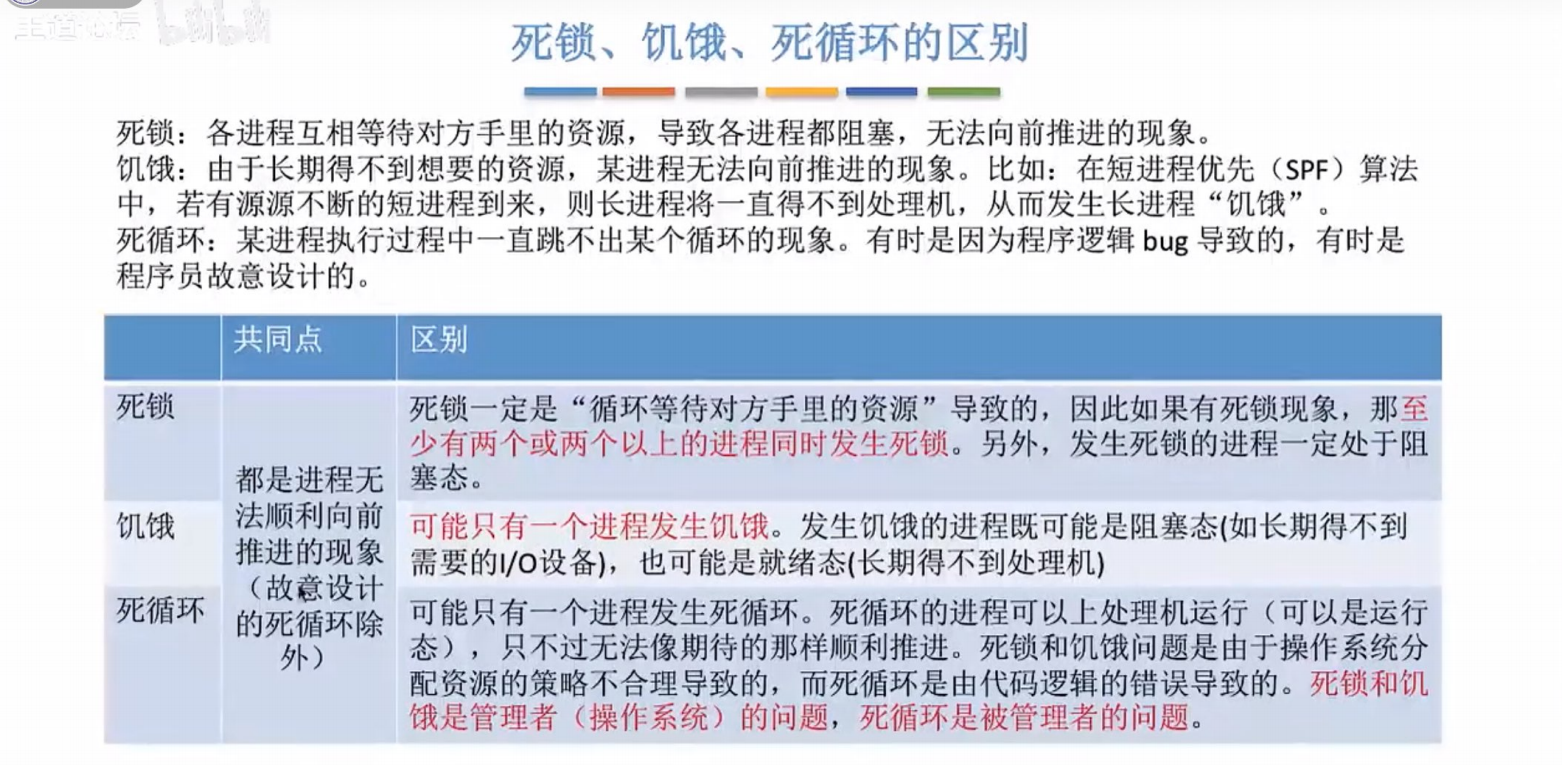 王道论坛 bilibili
死锁、饥饿、死循环的区别
死锁：各进程互相等待对方手里的资源，导致各进程都阻塞，无法向前推进的现象。
饥饿：由于长期得不到想要的资源，某进程无法向前推进的现象。比如：在短进程优先（SPF）算法
中，若有源源不断的短进程到来，则长进程将一直得不到处理机，从而发生长进程“饥饿”。
死循环：某进程执行过程中一直跳不出某个循环的现象。有时是因为程序逻辑 bug 导致的，有时是
程序员故意设计的。
共同点
区别
死锁
死锁一定是“循环等待对方手里的资源”导致的，因此如果有死锁现象，那至
少有两个或两个以上的进程同时发生死锁。另外，发生死锁的进程一定处于阻
塞态。
都是进程无
法顺利向前
推进的现象
（故意设计
的死循环除
外）
饥饿
可能只有一个进程发生饥饿。发生饥饿的进程既可能是阻塞态(如长期得不到
需要的I/O设备)，也可能是就绪态(长期得不到处理机)
死循环
可能只有一个进程发生死循环。死循环的进程可以上处理机运行（可以是运行
态），只不过无法像期待的那样顺利推进。死锁和饥饿问题是由于操作系统分
配资源的策略不合理导致的，而死循环是由代码逻辑的错误导致的。死锁和饥
饿是管理者（操作系统）的问题，死循环是被管理者的问题。